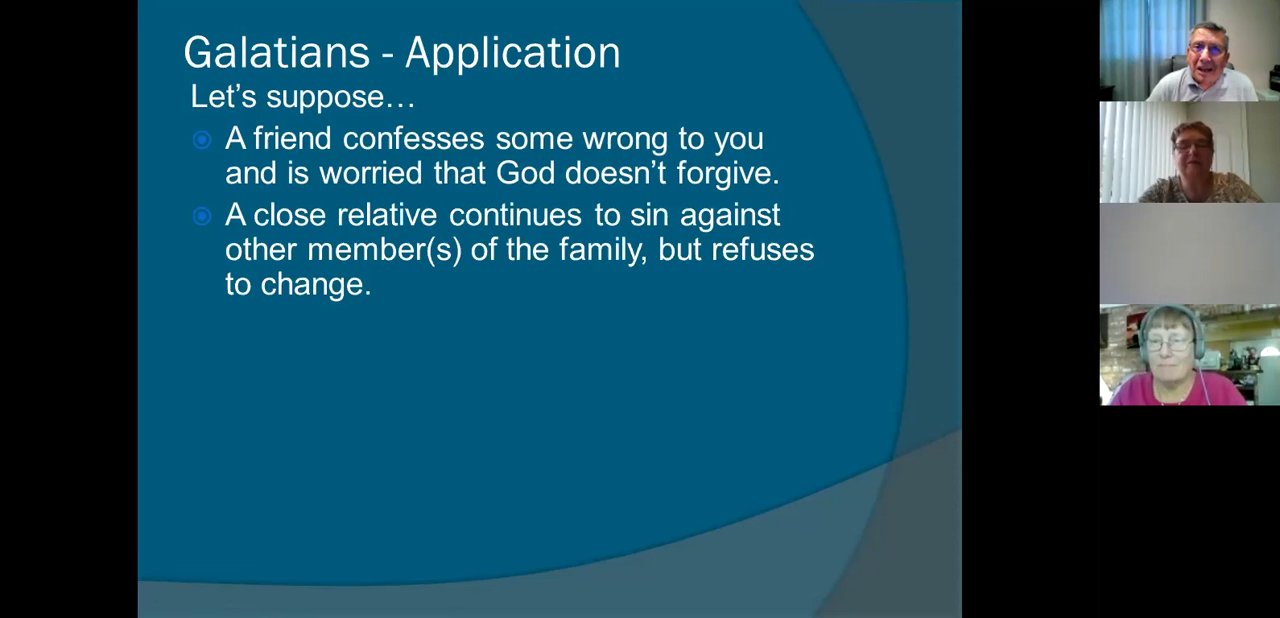 Galatians - Application
Let’s suppose…
A friend confesses some wrong to you
and is worried that God doesn’t forgive.
A close relative continues to sin against
other member(s) of the family, but refuses
to change.